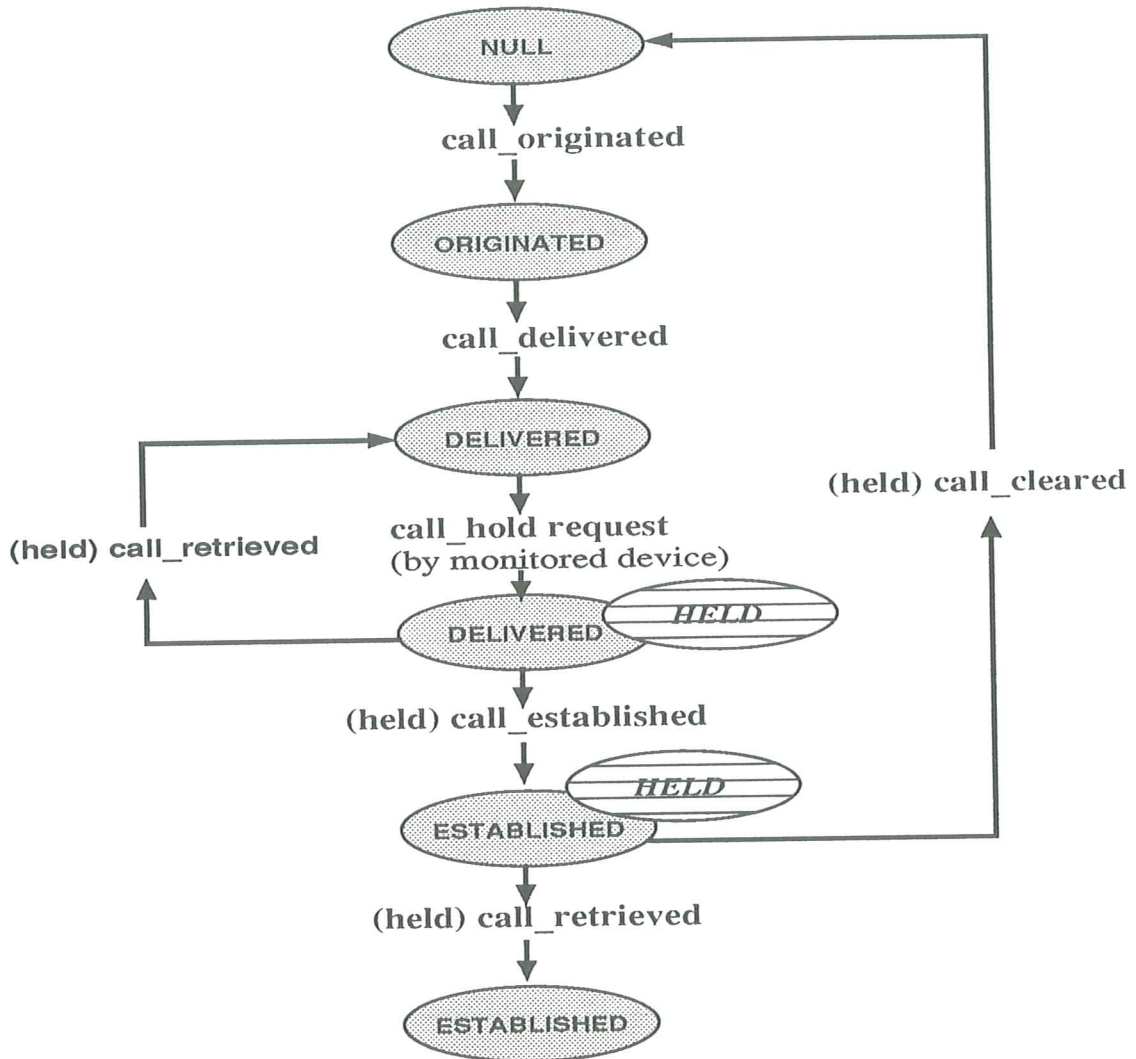 NULL
call_originated
ORIGINATED
call_delivered
DELIVERED
(held) call_cleared
call_hold request
(by monitored device)
(held) call_retrieved
HELD
DELIVERED
(held) call_established
HELD
ESTABLISHED
(held) call_retrieved
ESTABLISHED